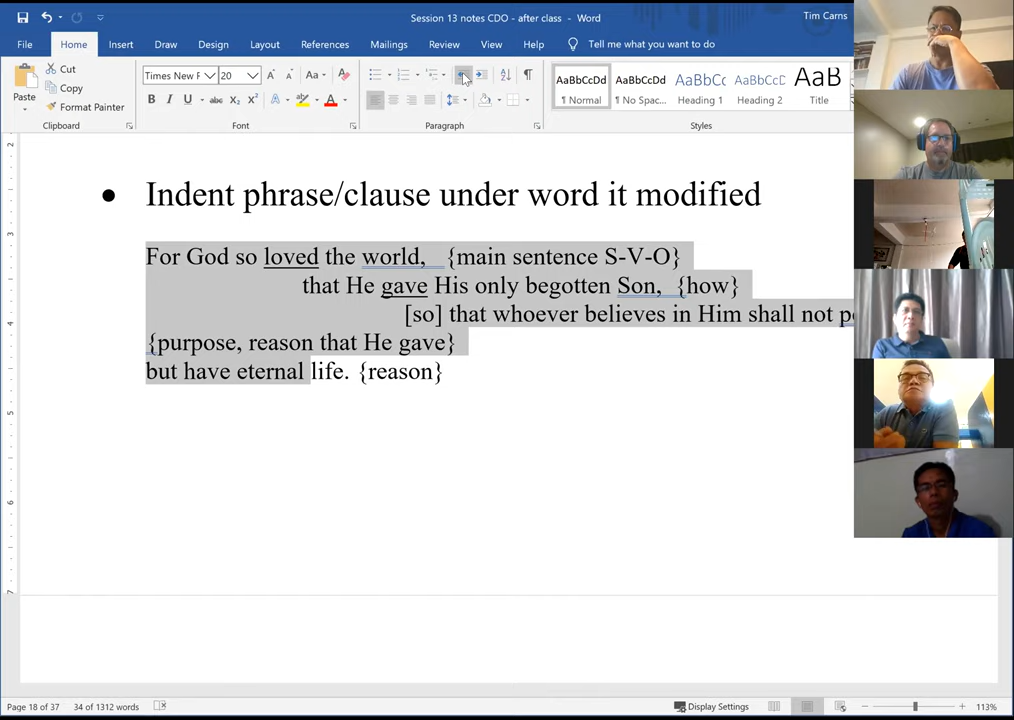 Session 13 notes CDO - after class - Word
Tim Carns
File Home Insert Draw Design Layout References Mailings Review View Help Tell me what you want to do
Paste
Cut
Copy
Format Painter
Clipboard
Times New F 20
Font
Paragraph
AaBbCcDd AaBbCcDd AaBbCc AaBbCcD AaB
¶ Normal ¶ No Spac... Heading 1 Heading 2 Title
Styles
• Indent phrase/clause under word it modified
For God so loved the world, {main sentence S-V-O}
that He gave His only begotten Son, {how}
[so] that whoever believes in Him shall not
{purpose, reason that He gave}
but have eternal life. {reason}
Page 18 of 37 34 of 1312 words
Display Settings
113%